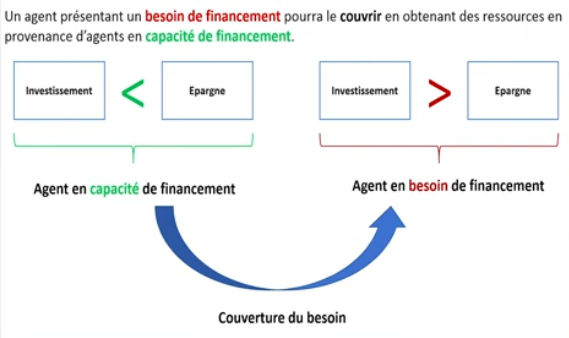 Un agent présentant un besoin de financement pourra le couvrir en obtenant des ressources en
provenance d'agents en capacité de financement.
Investissement < Epargne
Investissement > Epargne
Agent en capacité de financement
Agent en besoin de financement
Couverture du besoin